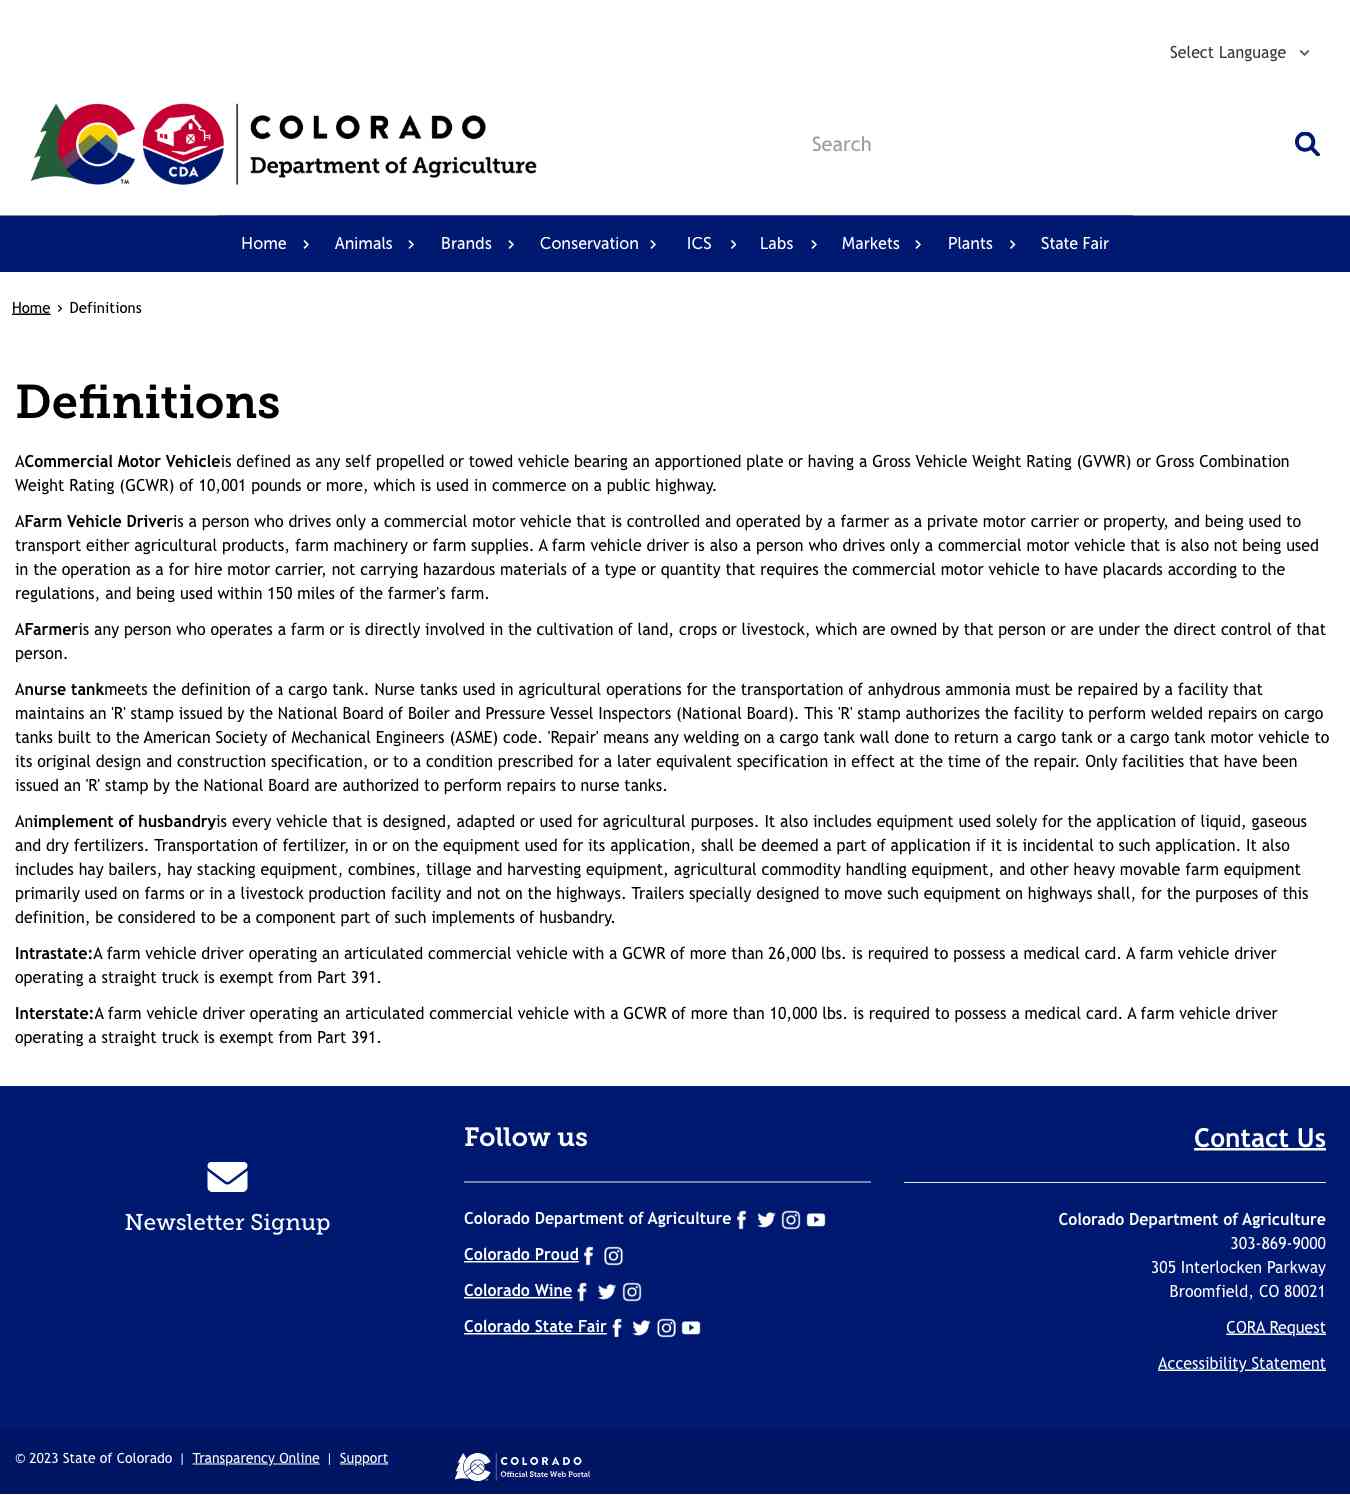 Select Language
COLORADO
Department of Agriculture
CDA
TM
Search
Home Animals Brands Conservation ICS Labs Markets Plants State Fair
Home › Definitions
Definitions
ACommercial Motor Vehicleis defined as any self propelled or towed vehicle bearing an apportioned plate or having a Gross Vehicle Weight Rating (GVWR) or Gross Combination
Weight Rating (GCWR) of 10,001 pounds or more, which is used in commerce on a public highway.
AFarm Vehicle Driveris a person who drives only a commercial motor vehicle that is controlled and operated by a farmer as a private motor carrier or property, and being used to
transport either agricultural products, farm machinery or farm supplies. A farm vehicle driver is also a person who drives only a commercial motor vehicle that is also not being used
in the operation as a for hire motor carrier, not carrying hazardous materials of a type or quantity that requires the commercial motor vehicle to have placards according to the
regulations, and being used within 150 miles of the farmer's farm.
AFarmeris any person who operates a farm or is directly involved in the cultivation of land, crops or livestock, which are owned by that person or are under the direct control of that
person.
Anurse tankmeets the definition of a cargo tank. Nurse tanks used in agricultural operations for the transportation of anhydrous ammonia must be repaired by a facility that
maintains an 'R' stamp issued by the National Board of Boiler and Pressure Vessel Inspectors (National Board). This 'R' stamp authorizes the facility to perform welded repairs on cargo
tanks built to the American Society of Mechanical Engineers (ASME) code. 'Repair' means any welding on a cargo tank wall done to return a cargo tank or a cargo tank motor vehicle to
its original design and construction specification, or to a condition prescribed for a later equivalent specification in effect at the time of the repair. Only facilities that have been
issued an 'R' stamp by the National Board are authorized to perform repairs to nurse tanks.
Animplement of husbandryis every vehicle that is designed, adapted or used for agricultural purposes. It also includes equipment used solely for the application of liquid, gaseous
and dry fertilizers. Transportation of fertilizer, in or on the equipment used for its application, shall be deemed a part of application if it is incidental to such application. It also
includes hay bailers, hay stacking equipment, combines, tillage and harvesting equipment, agricultural commodity handling equipment, and other heavy movable farm equipment
primarily used on farms or in a livestock production facility and not on the highways. Trailers specially designed to move such equipment on highways shall, for the purposes of this
definition, be considered to be a component part of such implements of husbandry.
Intrastate:A farm vehicle driver operating an articulated commercial vehicle with a GCWR of more than 26,000 lbs. is required to possess a medical card. A farm vehicle driver
operating a straight truck is exempt from Part 391.
Interstate:A farm vehicle driver operating an articulated commercial vehicle with a GCWR of more than 10,000 lbs. is required to possess a medical card. A farm vehicle driver
operating a straight truck is exempt from Part 391.
Newsletter Signup
Follow us
Colorado Department of Agriculture
Colorado Proud
Colorado Wine
Colorado State Fair
Contact Us
Colorado Department of Agriculture
303-869-9000
305 Interlocken Parkway
Broomfield, CO 80021
CORA Request
Accessibility Statement
© 2023 State of Colorado | Transparency Online | Support
COLORADO
Official State Web Portal